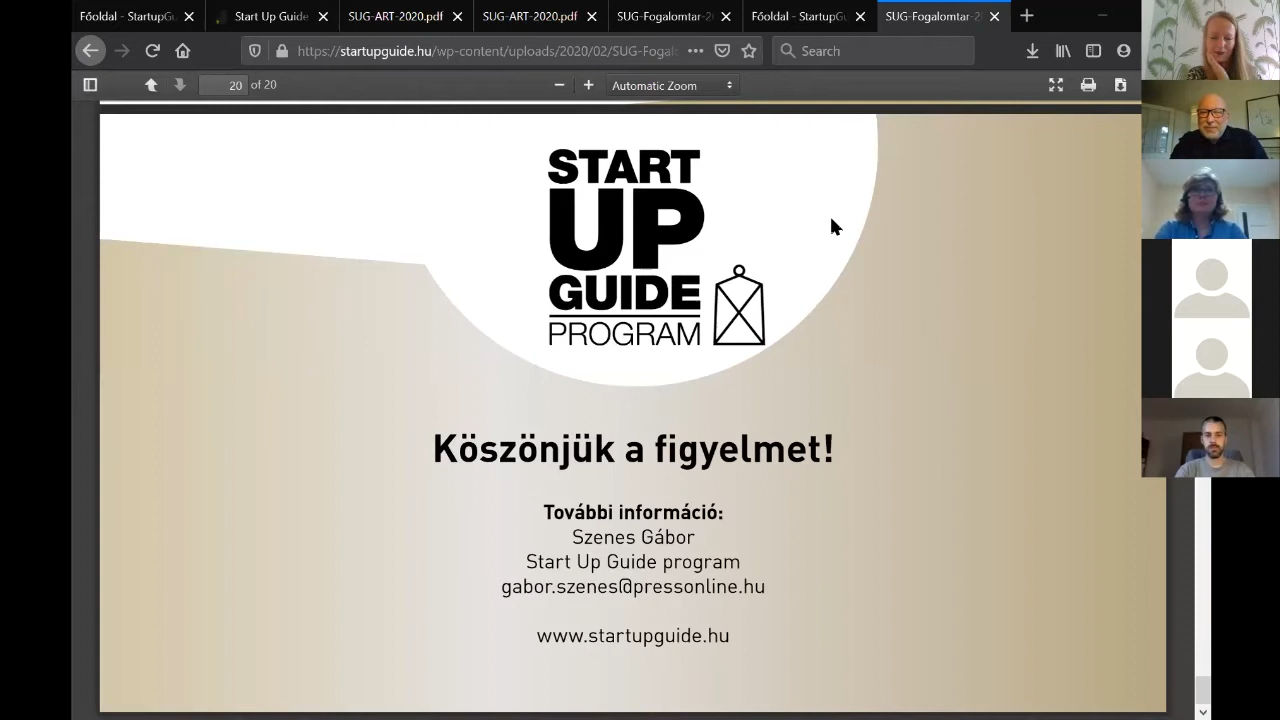 Főoldal - StartupGu
Start Up Guide
SUG-ART-2020.pdf
SUG-ART-2020.pdf
SUG-Fogalomtar-2
Főoldal - StartupGu
SUG-Fogalomtar-2
https://startupguide.hu/wp-content/uploads/2020/02/SUG-Fogal
Search
20 of 20
Automatic Zoom
START
UP
GUIDE
PROGRAM
Köszönjük a figyelmet!
További információ:
Szenes Gábor
Start Up Guide program
gabor.szenes@pressonline.hu
www.startupguide.hu